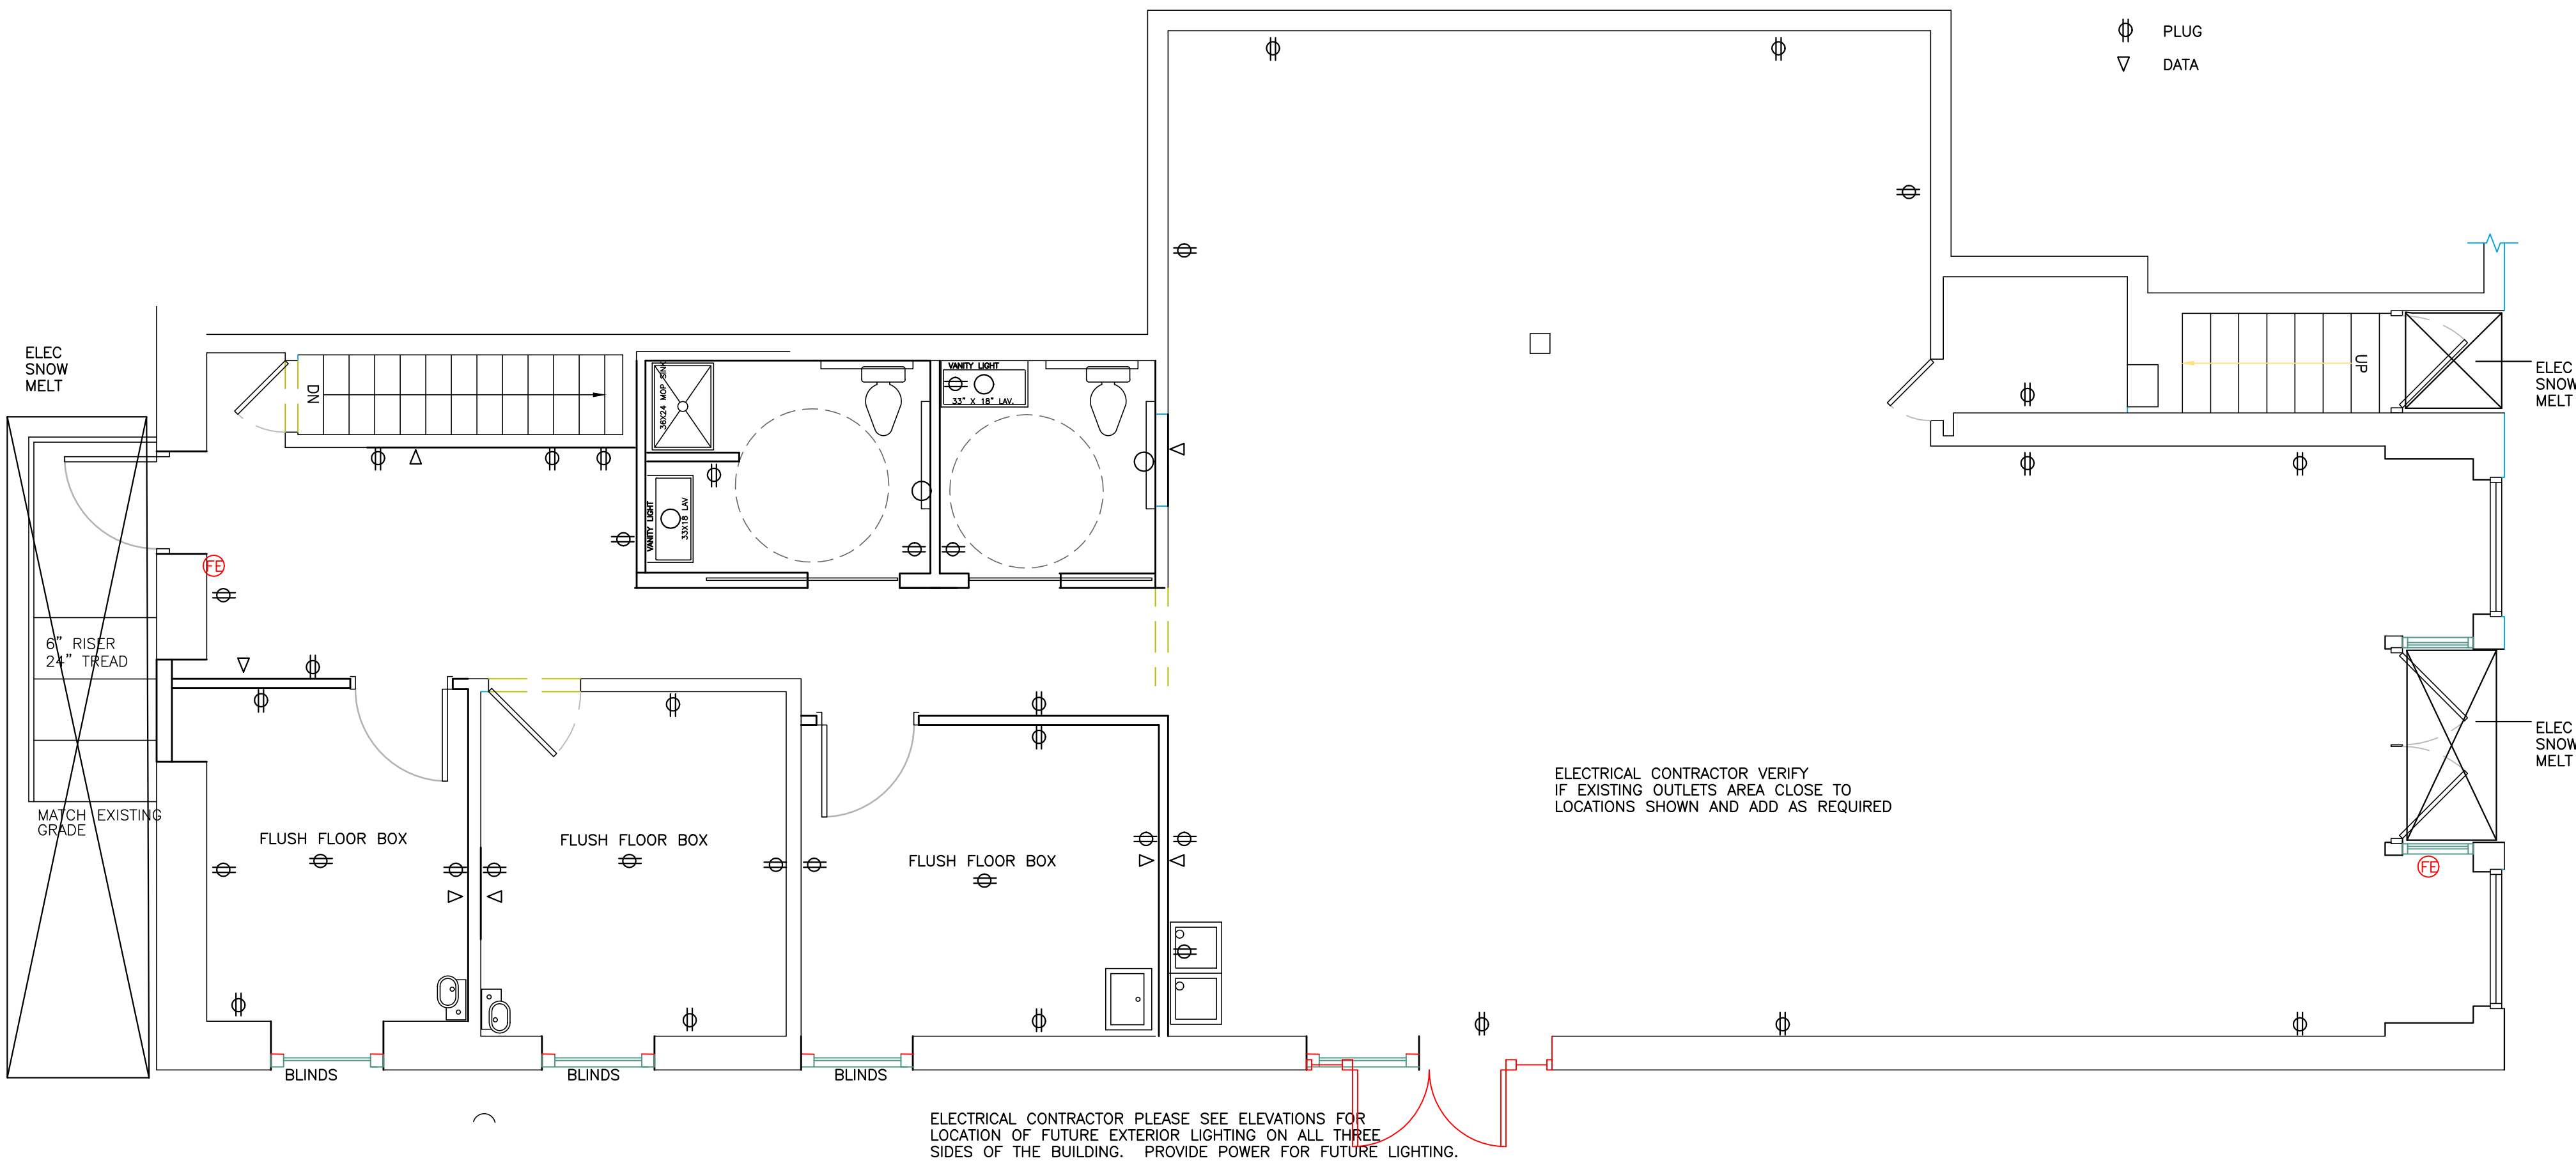 PLUG
DATA
ELEC
SNOW
MELT
DN
36X24 MOP SINK
VANITY LIGHT
33" X 18" LAV.
VANITY LIGHT
33X18 LAV
UP
ELEC
SNOW
MELT
FE
6" RISER
24" TREAD
ELEC
SNOW
MELT
ELECTRICAL CONTRACTOR VERIFY
IF EXISTING OUTLETS AREA CLOSE TO
LOCATIONS SHOWN AND ADD AS REQUIRED
MATCH EXISTING
GRADE
FLUSH FLOOR BOX
FLUSH FLOOR BOX
FLUSH FLOOR BOX
FE
BLINDS
BLINDS
BLINDS
ELECTRICAL CONTRACTOR PLEASE SEE ELEVATIONS FOR
LOCATION OF FUTURE EXTERIOR LIGHTING ON ALL THREE
SIDES OF THE BUILDING. PROVIDE POWER FOR FUTURE LIGHTING.